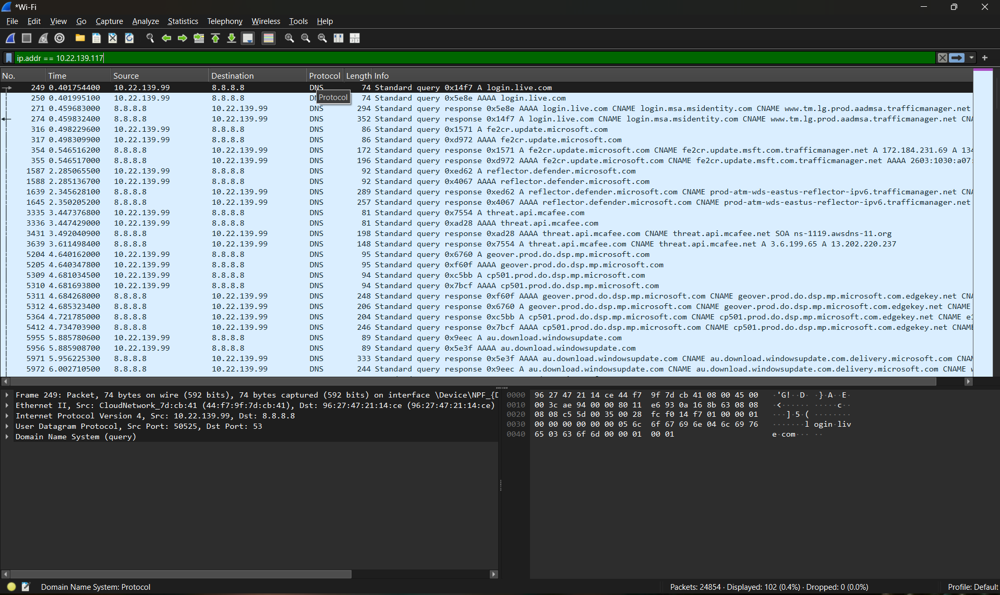 *Wi-Fi
File Edit View Go Capture Analyze Statistics Telephony Wireless Tools Help
ip.addr == 10.22.139.117
No. Time Source Destination Protocol Length Info
249 0.401754400 10.22.139.99 8.8.8.8 DNS 74 Standard query 0x14f7 A login.live.com
250 0.401995100 10.22.139.99 8.8.8.8 74 Standard query 0x5e8e AAAA login.live.com
Protocol
271 0.459683000 8.8.8.8 10.22.139.99 DNS 294 Standard query response 0x5e8e AAAA login.live.com CNAME login.msa.msidentity.com CNAME www.tm.lg.prod.aadmsa.trafficmanager.net
274 0.459832400 8.8.8.8 10.22.139.99 DNS 352 Standard query response 0x14f7 A login.live.com CNAME login.msa.msidentity.com CNAME www.tm.lg.prod.aadmsa.trafficmanager.net CNA
316 0.498229600 10.22.139.99 8.8.8.8 DNS 86 Standard query 0x1571 A fe2cr.update.microsoft.com
317 0.498309900 10.22.139.99 8.8.8.8 DNS 86 Standard query 0xd972 AAAA fe2cr.update.microsoft.com
354 0.546516200 8.8.8.8 10.22.139.99 DNS 172 Standard query response 0x1571 A fe2cr.update.microsoft.com CNAME fe2cr.update.msft.com.trafficmanager.net A 172.184.231.69 A 134
355 0.546517000 8.8.8.8 10.22.139.99 DNS 196 Standard query response 0xd972 AAAA fe2cr.update.microsoft.com CNAME fe2cr.update.msft.com.trafficmanager.net AAAA 2603:1030:a07:
1587 2.285065500 10.22.139.99 8.8.8.8 DNS 92 Standard query 0xed62 A reflector.defender.microsoft.com
1588 2.285136700 10.22.139.99 8.8.8.8 DNS 92 Standard query 0x4067 AAAA reflector.defender.microsoft.com
1639 2.345628100 8.8.8.8 10.22.139.99 DNS 289 Standard query response 0xed62 A reflector.defender.microsoft.com CNAME prod-atm-wds-eastus-reflector-ipv6.trafficmanager.net CNA
1645 2.350205200 8.8.8.8 10.22.139.99 DNS 257 Standard query response 0x4067 AAAA reflector.defender.microsoft.com CNAME prod-atm-wds-eastus-reflector-ipv6.trafficmanager.net
3335 3.447376800 10.22.139.99 8.8.8.8 DNS 81 Standard query 0x7554 A threat.api.mcafee.com
3336 3.447429000 10.22.139.99 8.8.8.8 DNS 81 Standard query 0xad28 AAAA threat.api.mcafee.com
3431 3.492040900 8.8.8.8 10.22.139.99 DNS 198 Standard query response 0xad28 AAAA threat.api.mcafee.com CNAME threat.api.mcafee.net SOA ns-1119.awsdns-11.org
3639 3.611498400 8.8.8.8 10.22.139.99 DNS 148 Standard query response 0x7554 A threat.api.mcafee.com CNAME threat.api.mcafee.net A 3.6.199.65 A 13.202.220.237
5204 4.640162000 10.22.139.99 8.8.8.8 DNS 95 Standard query 0x6760 A geover.prod.do.dsp.mp.microsoft.com
5205 4.640347800 10.22.139.99 8.8.8.8 DNS 95 Standard query 0xf60f AAAA geover.prod.do.dsp.mp.microsoft.com
5309 4.681034500 10.22.139.99 8.8.8.8 DNS 94 Standard query 0xc5bb A cp501.prod.do.dsp.mp.microsoft.com
5310 4.681693800 10.22.139.99 8.8.8.8 DNS 94 Standard query 0x7bcf AAAA cp501.prod.do.dsp.mp.microsoft.com
5311 4.684268000 8.8.8.8 10.22.139.99 DNS 248 Standard query response 0xf60f AAAA geover.prod.do.dsp.mp.microsoft.com CNAME geover.prod.do.dsp.mp.microsoft.com.edgekey.net CNA
5312 4.685323400 8.8.8.8 10.22.139.99 DNS 206 Standard query response 0x6760 A geover.prod.do.dsp.mp.microsoft.com CNAME geover.prod.do.dsp.mp.microsoft.com.edgekey.net CNAME
5364 4.721785000 8.8.8.8 10.22.139.99 DNS 204 Standard query response 0xc5bb A cp501.prod.do.dsp.mp.microsoft.com CNAME cp501.prod.do.dsp.mp.microsoft.com.edgekey.net CNAME e1
5412 4.734703900 8.8.8.8 10.22.139.99 DNS 246 Standard query response 0x7bcf AAAA cp501.prod.do.dsp.mp.microsoft.com CNAME cp501.prod.do.dsp.mp.microsoft.com.edgekey.net CNAME
5955 5.885780600 10.22.139.99 8.8.8.8 DNS 89 Standard query 0x9eec A au.download.windowsupdate.com
5956 5.885908700 10.22.139.99 8.8.8.8 DNS 89 Standard query 0x5e3f AAAA au.download.windowsupdate.com
5971 5.956225300 8.8.8.8 10.22.139.99 DNS 333 Standard query response 0x5e3f AAAA au.download.windowsupdate.com CNAME au.download.windowsupdate.com.delivery.microsoft.com CNAM
5972 6.002710500 8.8.8.8 10.22.139.99 DNS 244 Standard query response 0x9eec A au.download.windowsupdate.com CNAME au.download.windowsupdate.com.delivery.microsoft.com CNAME w
Frame 249: Packet, 74 bytes on wire (592 bits), 74 bytes captured (592 bits) on interface \Device\NPF_{D
Ethernet II, Src: CloudNetwork_7d:cb:41 (44:f7:9f:7d:cb:41), Dst: 96:27:47:21:14:ce (96:27:47:21:14:ce)
Internet Protocol Version 4, Src: 10.22.139.99, Dst: 8.8.8.8
User Datagram Protocol, Src Port: 50525, Dst Port: 53
Domain Name System (query)
0000 96 27 47 21 14 ce 44 f7 9f 7d cb 41 08 00 45 00 ·'G!··D· ·}·A··E·
0010 00 3c ae 94 00 00 80 11 e6 93 0a 16 8b 63 08 08 ·<······ ·····c··
0020 08 08 c5 5d 00 35 00 28 fc f0 14 f7 01 00 00 01 ···]·5·( ········
0030 00 00 00 00 00 00 05 6c 6f 67 69 6e 04 6c 69 76 ·······l ogin·liv
0040 65 03 63 6f 6d 00 00 01 00 01 e·com··· ··
Domain Name System: Protocol
Packets: 24854 · Displayed: 102 (0.4%) · Dropped: 0 (0.0%)
Profile: Default